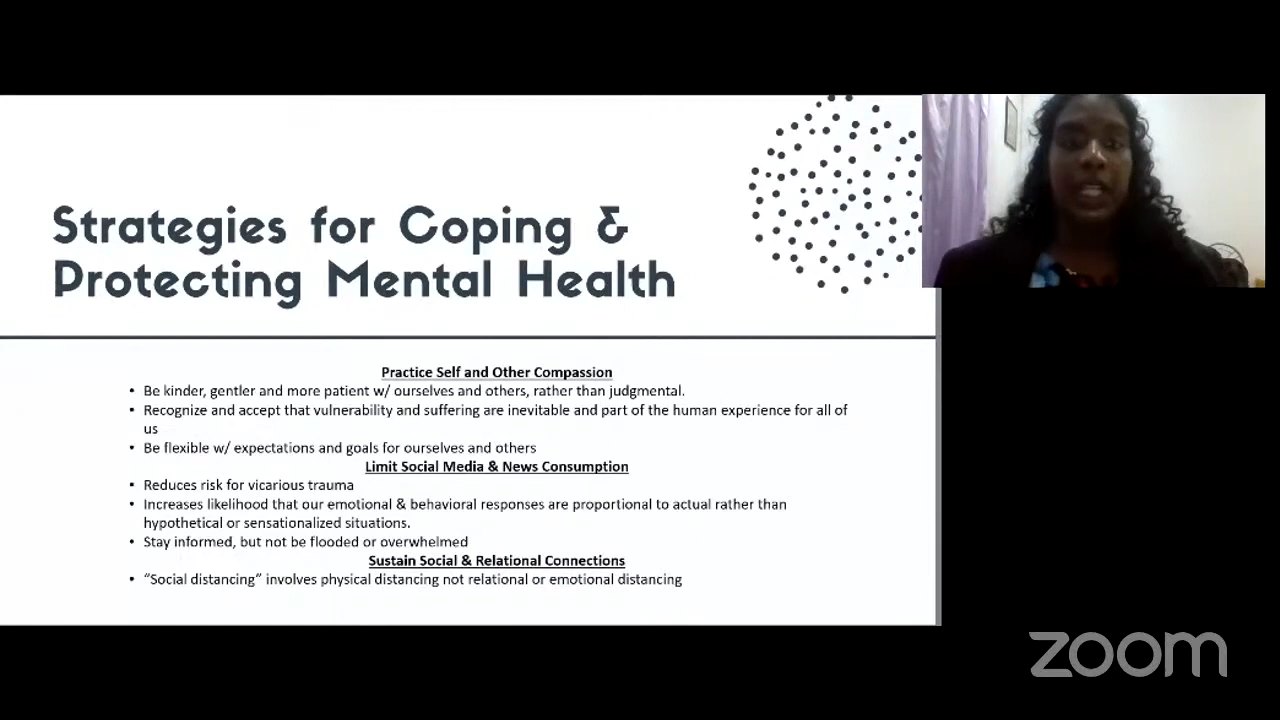 Strategies for Coping &
Protecting Mental Health
Practice Self and Other Compassion
• Be kinder, gentler and more patient w/ ourselves and others, rather than judgmental.
• Recognize and accept that vulnerability and suffering are inevitable and part of the human experience for all of
us
• Be flexible w/ expectations and goals for ourselves and others
Limit Social Media & News Consumption
• Reduces risk for vicarious trauma
• Increases likelihood that our emotional & behavioral responses are proportional to actual rather than
hypothetical or sensationalized situations.
• Stay informed, but not be flooded or overwhelmed
Sustain Social & Relational Connections
• “Social distancing” involves physical distancing not relational or emotional distancing
zoom